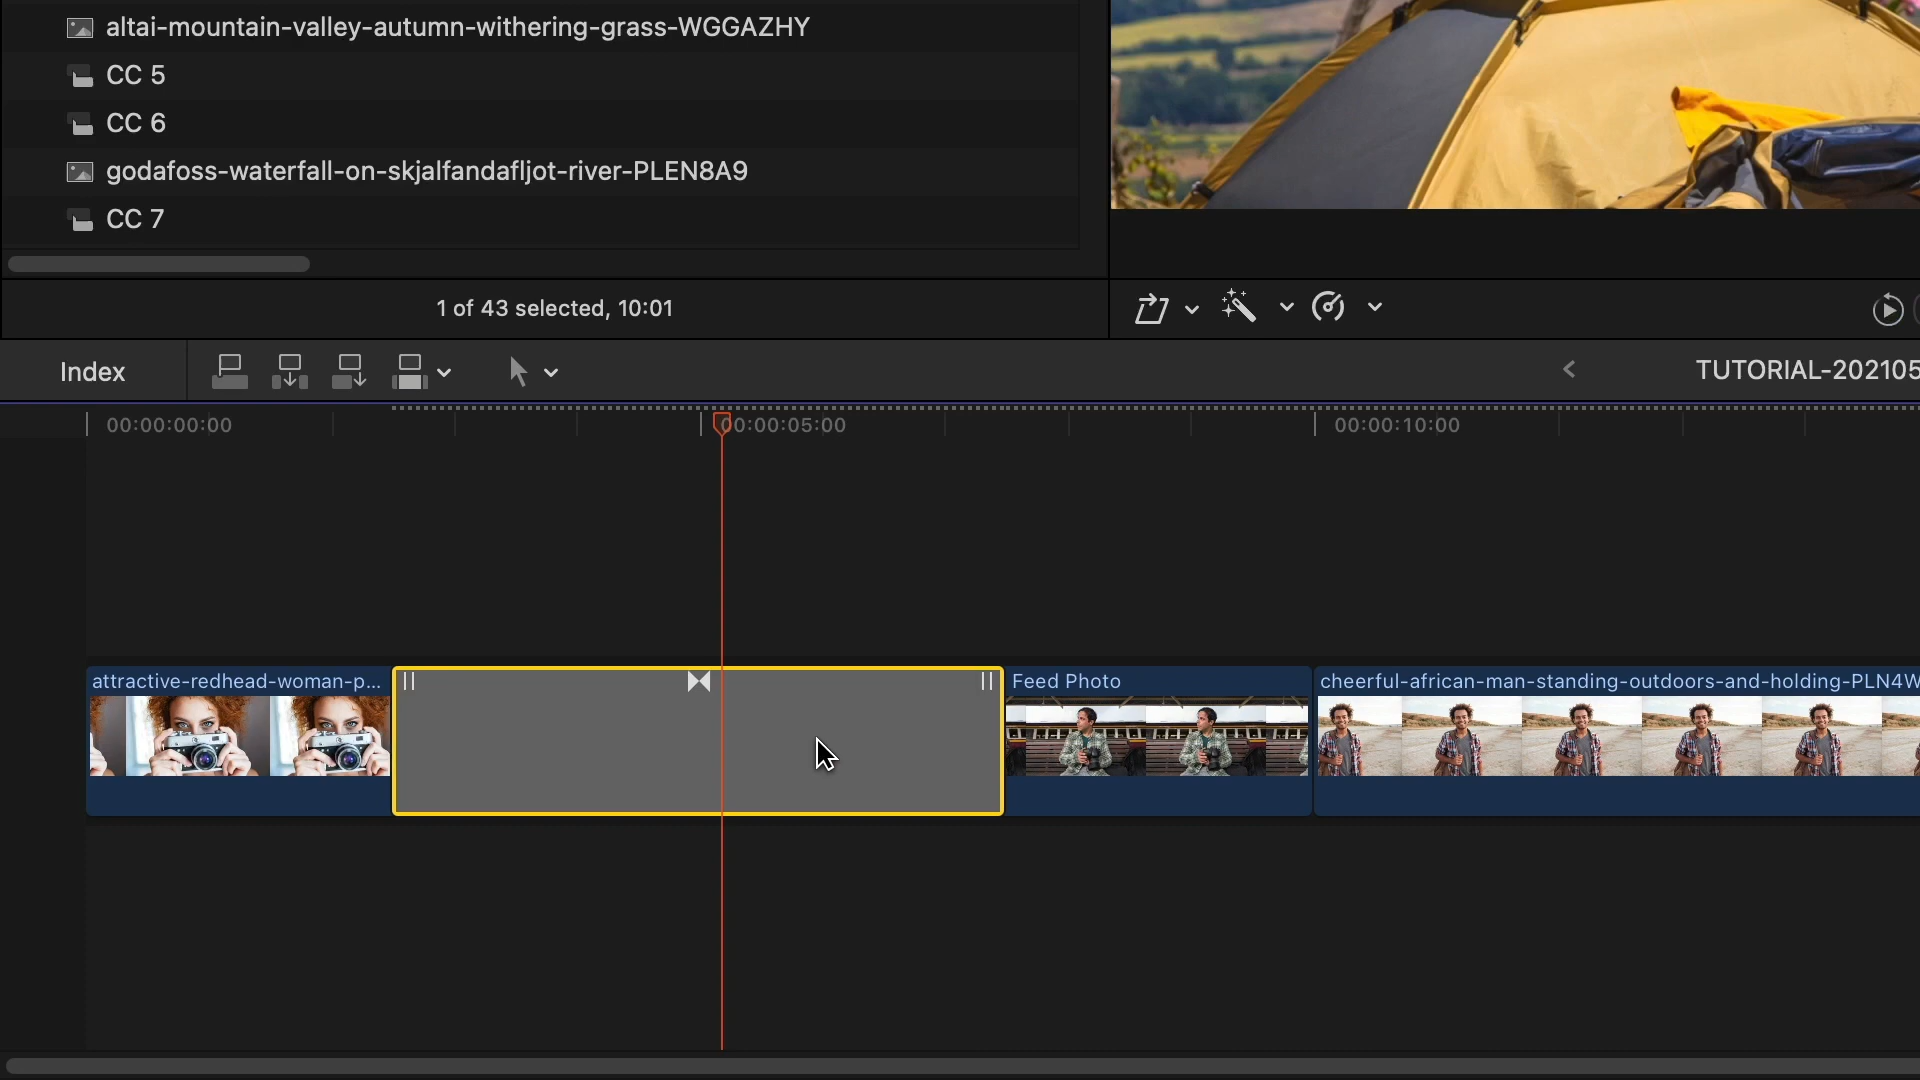 altai-mountain-valley-autumn-withering-grass-WGGAZHY
CC 5
CC 6
godafoss-waterfall-on-skjalfandafljot-river-PLEN8A9
CC 7
1 of 43 selected, 10:01
Index
TUTORIAL-202105
00:00:00:00
00:00:05:00
00:00:10:00
attractive-redhead-woman-p...
Feed Photo
cheerful-african-man-standing-outdoors-and-holding-PLN4W